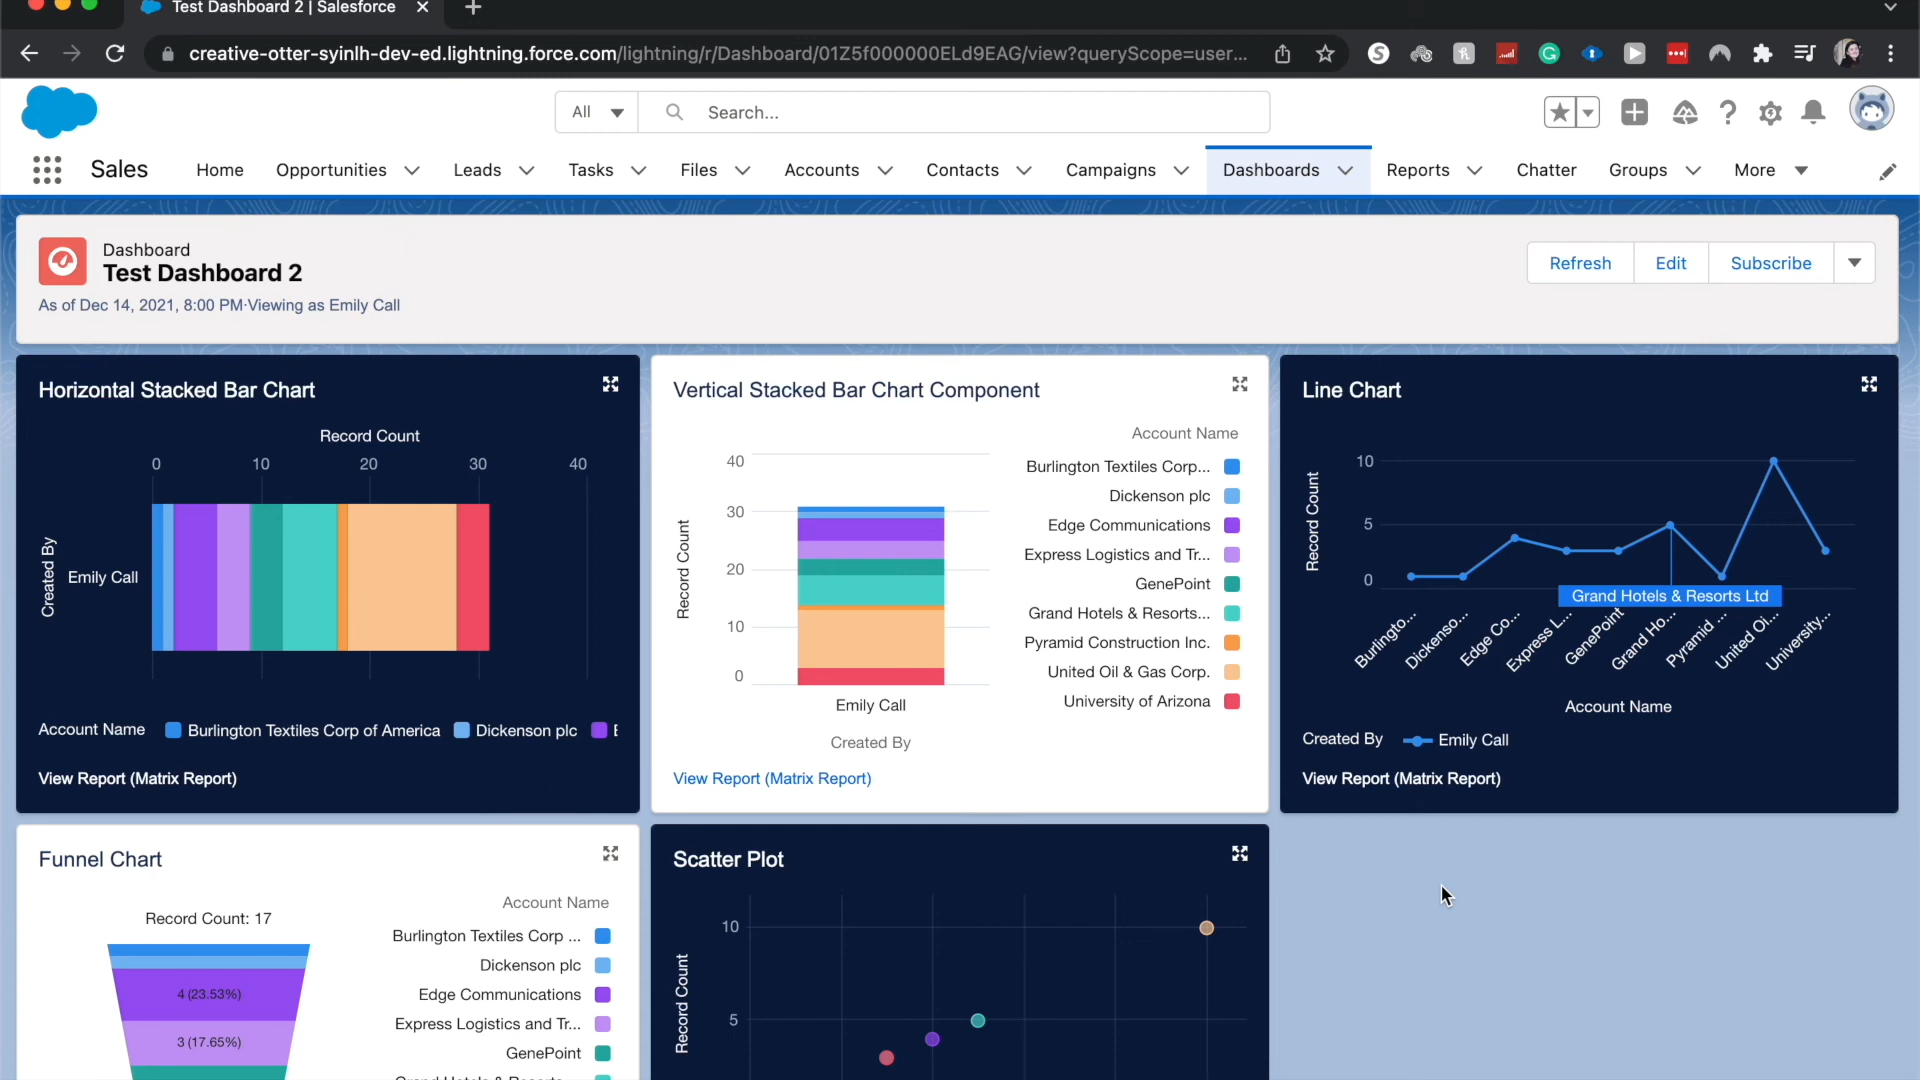 Test Dashboard 2 | Salesforce
creative-otter-syinlh-dev-ed.lightning.force.com/lightning/r/Dashboard/01Z5f000000ELd9EAG/view?queryScope=user...
All
Search...
Sales Home Opportunities Leads Tasks Files Accounts Contacts Campaigns Dashboards Reports Chatter Groups More
Dashboard
Test Dashboard 2
As of Dec 14, 2021, 8:00 PM·Viewing as Emily Call
Refresh Edit Subscribe
Horizontal Stacked Bar Chart
Record Count
0 10 20 30 40
Created By
Emily Call
Account Name Burlington Textiles Corp of America Dickenson plc
View Report (Matrix Report)
Vertical Stacked Bar Chart Component
Account Name
Record Count
40
30
20
10
0
Burlington Textiles Corp...
Dickenson plc
Edge Communications
Express Logistics and Tr...
GenePoint
Grand Hotels & Resorts...
Pyramid Construction Inc.
United Oil & Gas Corp.
University of Arizona
Emily Call
Created By
View Report (Matrix Report)
Line Chart
Record Count
10
5
0
Grand Hotels & Resorts Ltd
Burlingto...
Dickenso...
Edge Co...
Express L...
GenePoint
Grand Ho...
Pyramid ...
United Oi...
University...
Account Name
Created By Emily Call
View Report (Matrix Report)
Funnel Chart
Account Name
Record Count: 17
4 (23.53%)
3 (17.65%)
Burlington Textiles Corp ...
Dickenson plc
Edge Communications
Express Logistics and Tr...
GenePoint
Scatter Plot
Record Count
10
5